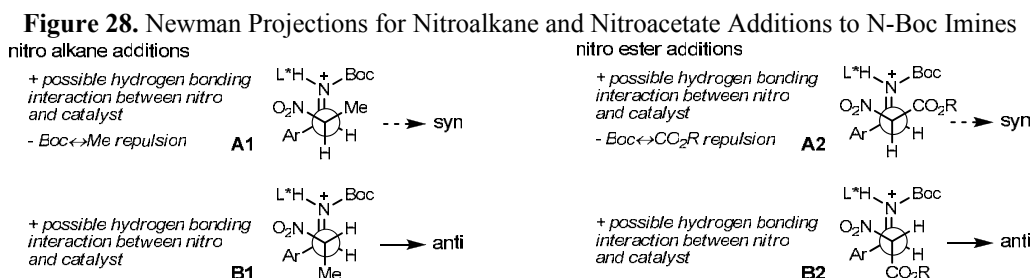 Figure 28. Newman Projections for Nitroalkane and Nitroacetate Additions to N-Boc Imines
nitro alkane additions
+ possible hydrogen bonding
interaction between nitro
and catalyst
- Boc↔Me repulsion
A1
L*H
+
N
Boc
O₂N
Me
Ar
H
H
syn
nitro ester additions
+ possible hydrogen bonding
interaction between nitro
and catalyst
- Boc↔CO₂R repulsion
A2
L*H
+
N
Boc
O₂N
CO₂R
Ar
H
H
syn
+ possible hydrogen bonding
interaction between nitro
and catalyst
B1
L*H
+
N
Boc
O₂N
H
Ar
H
Me
anti
+ possible hydrogen bonding
interaction between nitro
and catalyst
B2
L*H
+
N
Boc
O₂N
H
Ar
H
CO₂R
anti